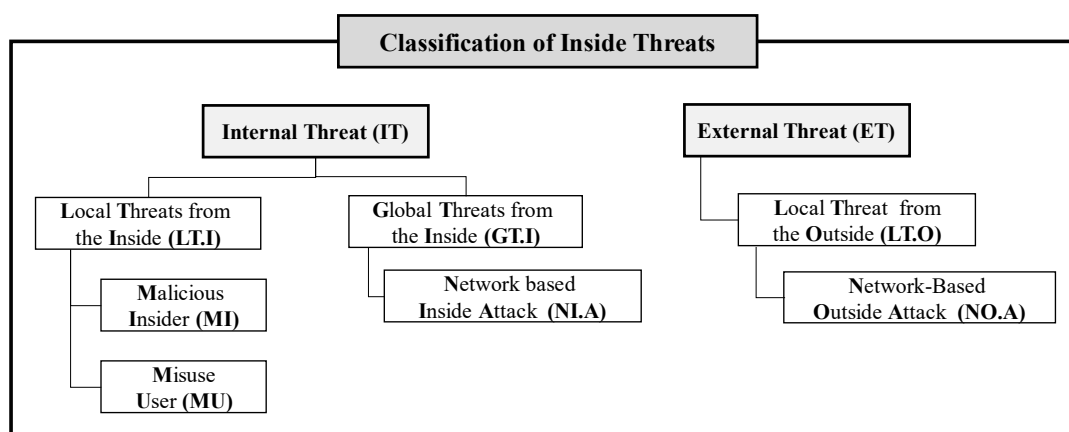 Classification of Inside Threats
Internal Threat (IT)
External Threat (ET)
Local Threats from
the Inside (LT.I)
Global Threats from
the Inside (GT.I)
Local Threat from
the Outside (LT.O)
Malicious
Insider (MI)
Network based
Inside Attack (NI.A)
Network-Based
Outside Attack (NO.A)
Misuse
User (MU)